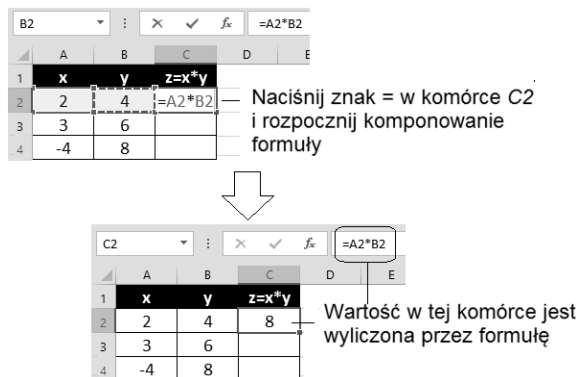 B2 fx =A2*B2
A B C D E
1 x y z=x*y
2 2 4 =A2*B2
3 3 6
4 -4 8
Naciśnij znak = w komórce C2
i rozpocznij komponowanie
formuły
C2 fx =A2*B2
A B C D E
1 x y z=x*y
2 2 4 8
3 3 6
4 -4 8
Wartość w tej komórce jest
wyliczona przez formułę